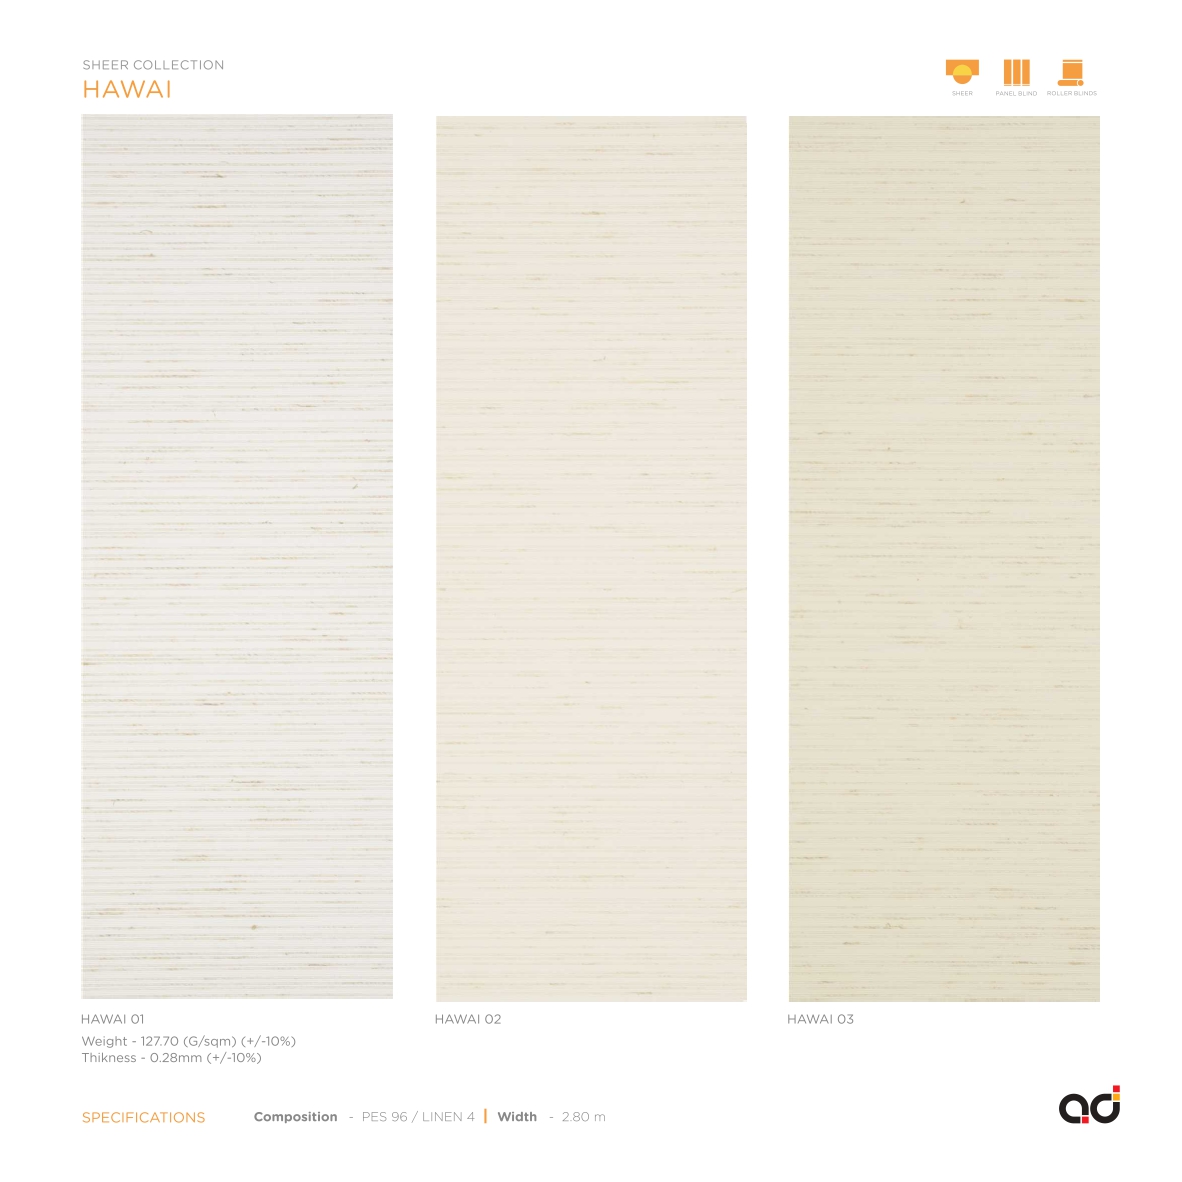 SHEER COLLECTION
HAWAI
SHEER
PANEL BLIND
ROLLER BLINDS
HAWAI 01
Weight - 127.70 (G/sqm) (+/-10%)
Thikness - 0.28mm (+/-10%)
HAWAI 02
HAWAI 03
SPECIFICATIONS
Composition - PES 96 / LINEN 4 | Width - 2.80 m
ad